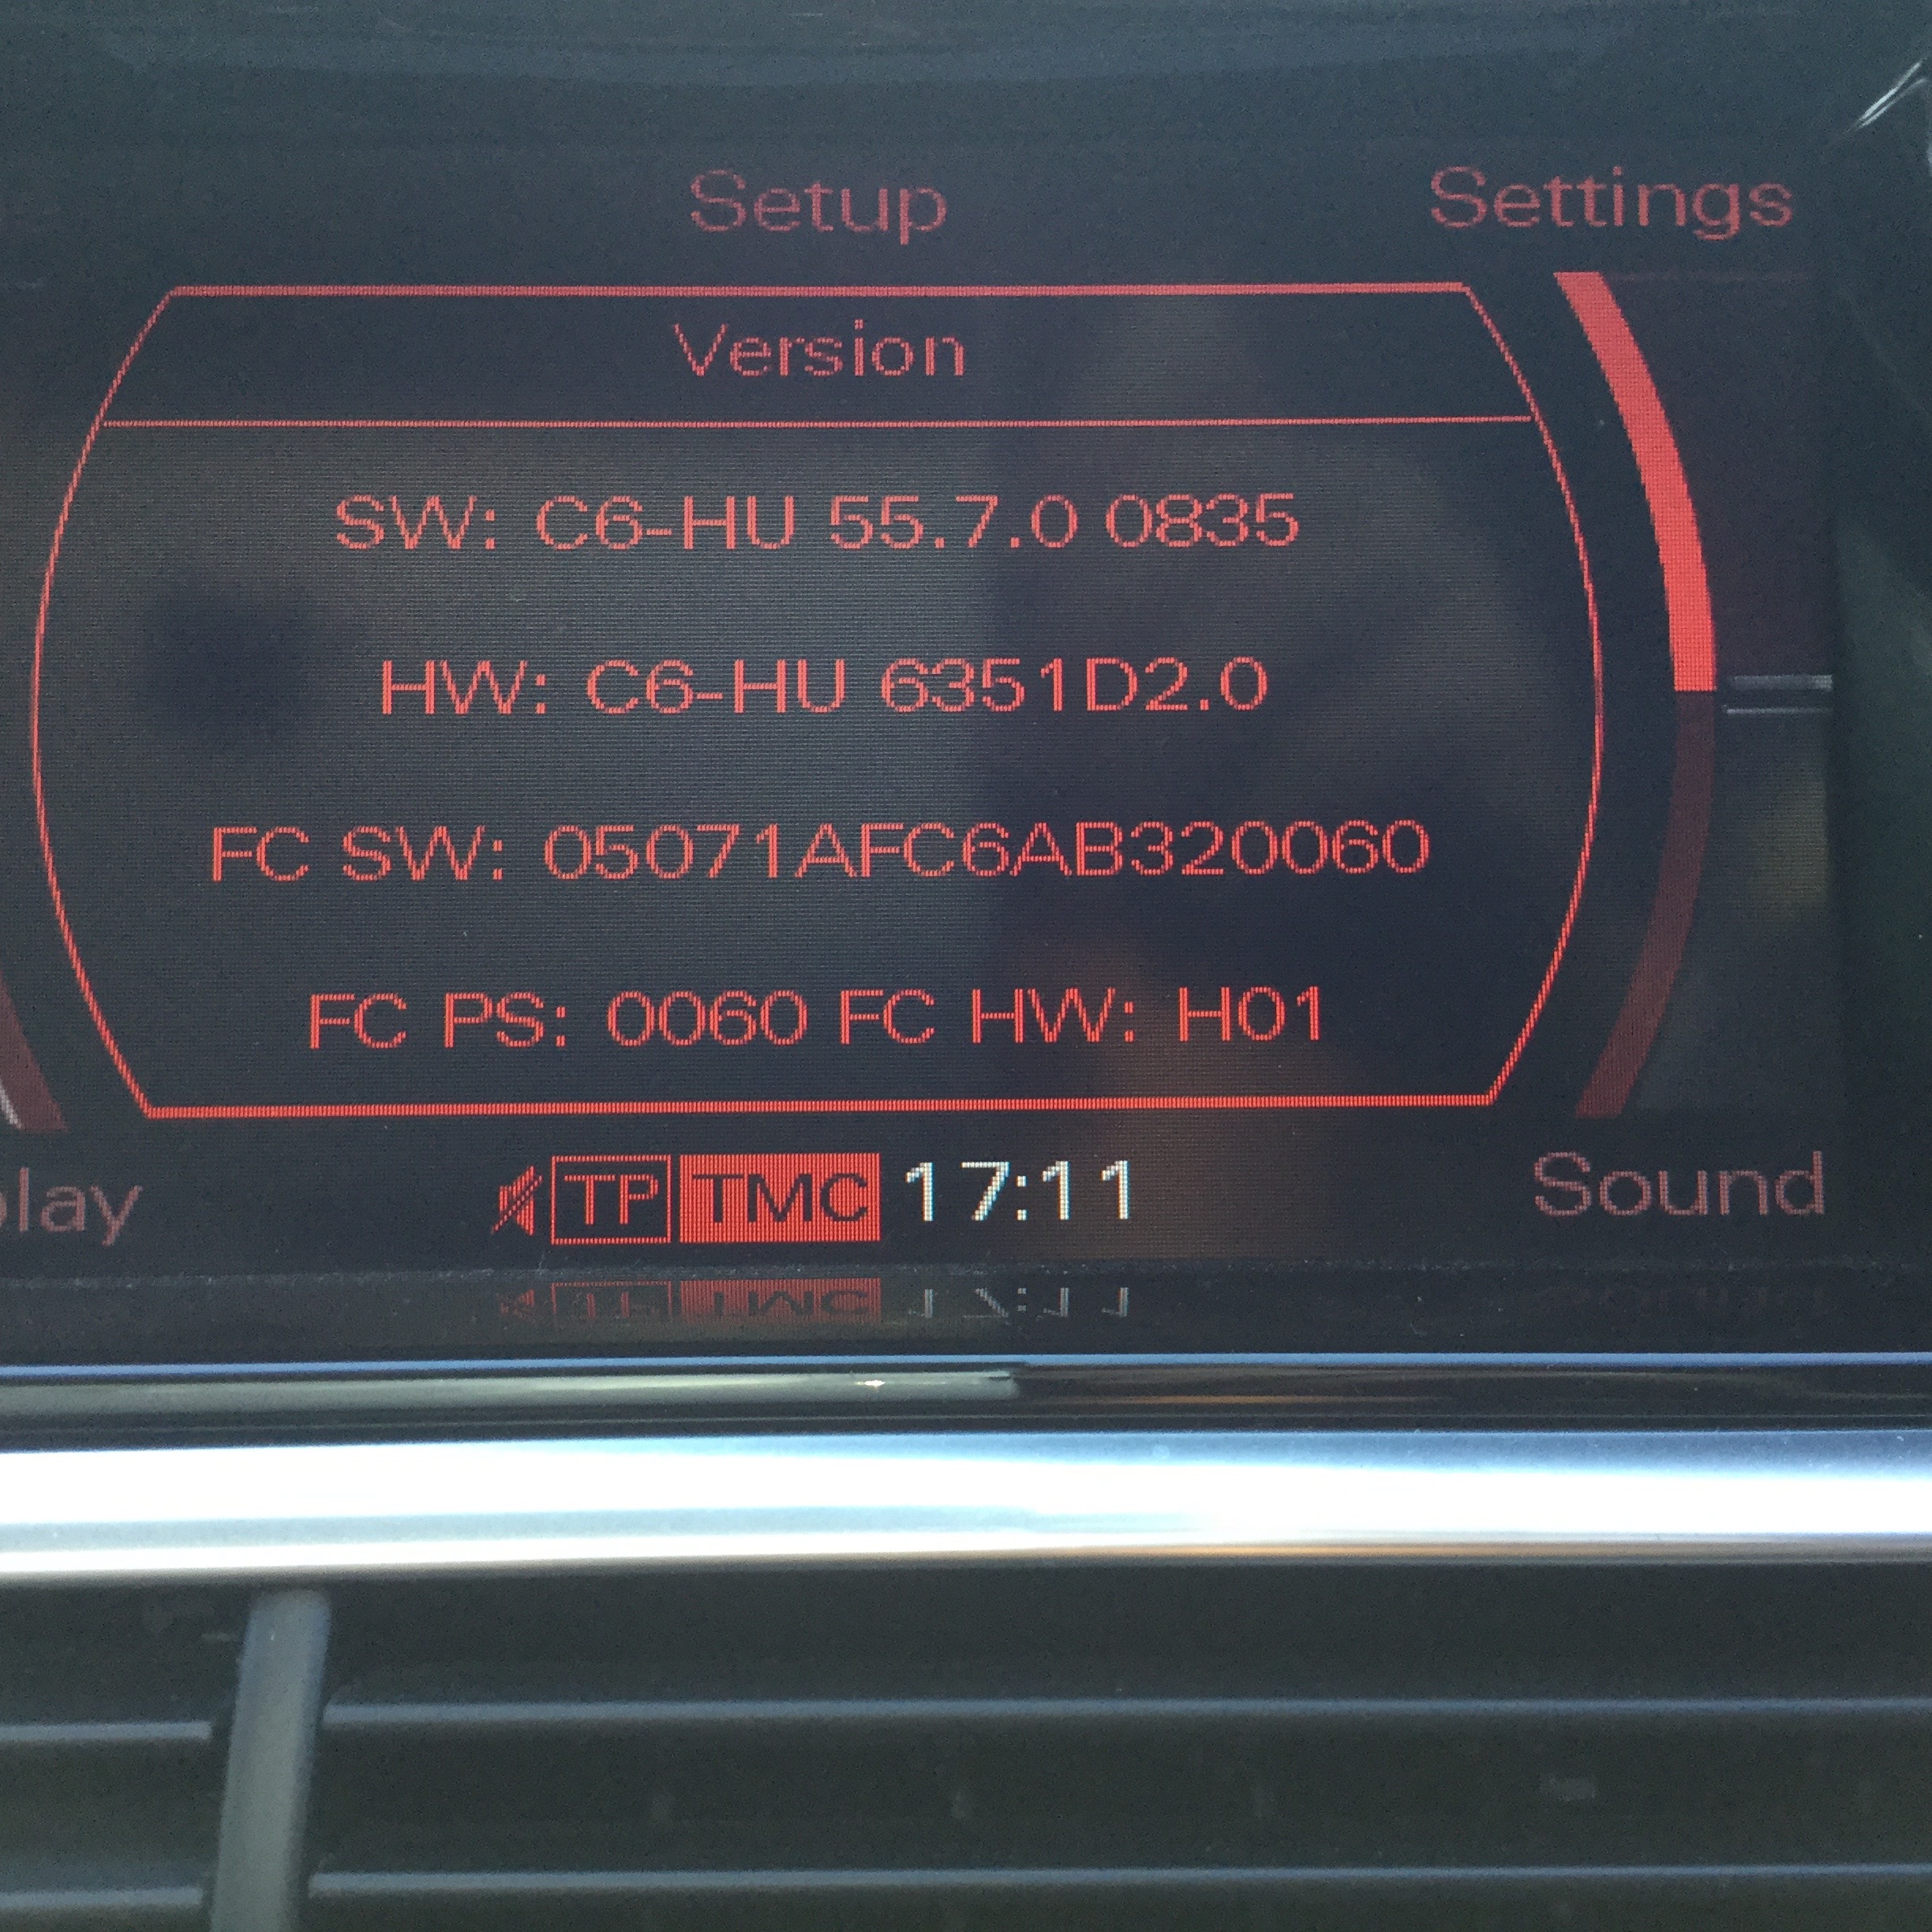 Setup
Settings
Version
SW: C6-HU 55.7.0 0835
HW: C6-HU 6351D2.0
FC SW: 05071AFC6AB320060
FC PS: 0060 FC HW: H01
play
TP TMC 17:11
Sound